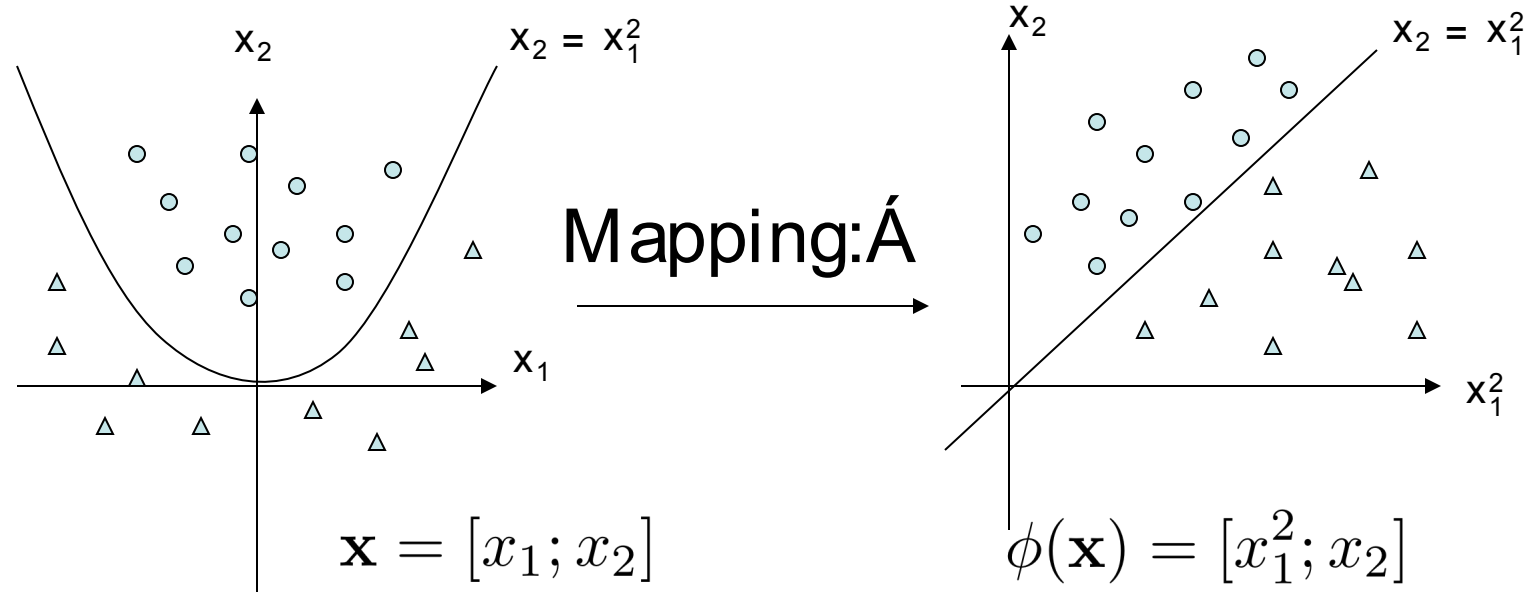 x₂
x₂ = x₁²
Mapping:Á
x₁
x = [x₁; x₂]
x₂
x₂ = x₁²
x₁²
ϕ(x) = [x₁²; x₂]